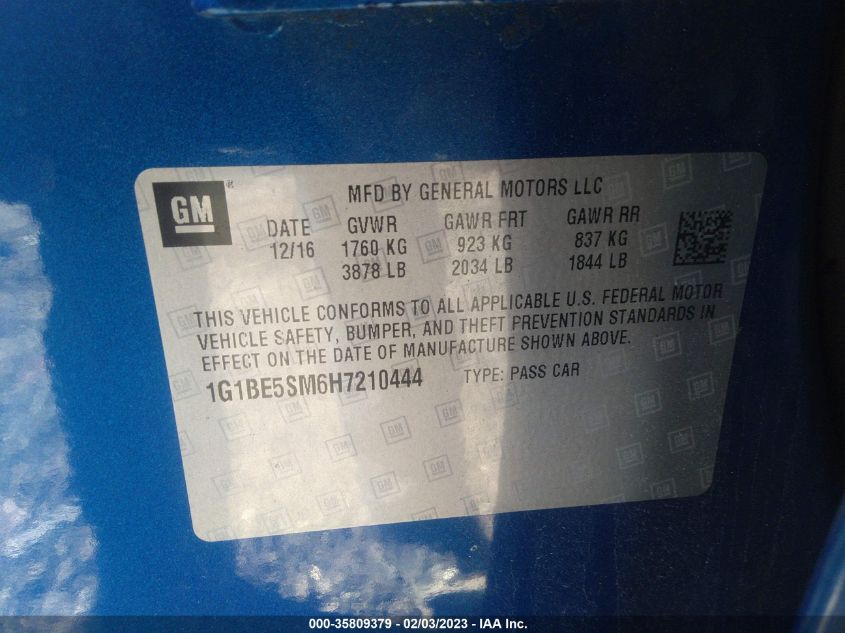 GM
MFD BY GENERAL MOTORS LLC
DATE GVWR GAWR FRT GAWR RR
12/16 1760 KG 923 KG 837 KG
3878 LB 2034 LB 1844 LB
THIS VEHICLE CONFORMS TO ALL APPLICABLE U.S. FEDERAL MOTOR
VEHICLE SAFETY, BUMPER, AND THEFT PREVENTION STANDARDS IN
EFFECT ON THE DATE OF MANUFACTURE SHOWN ABOVE.
1G1BE5SM6H7210444 TYPE: PASS CAR
000-35809379 - 02/03/2023 - IAA Inc.